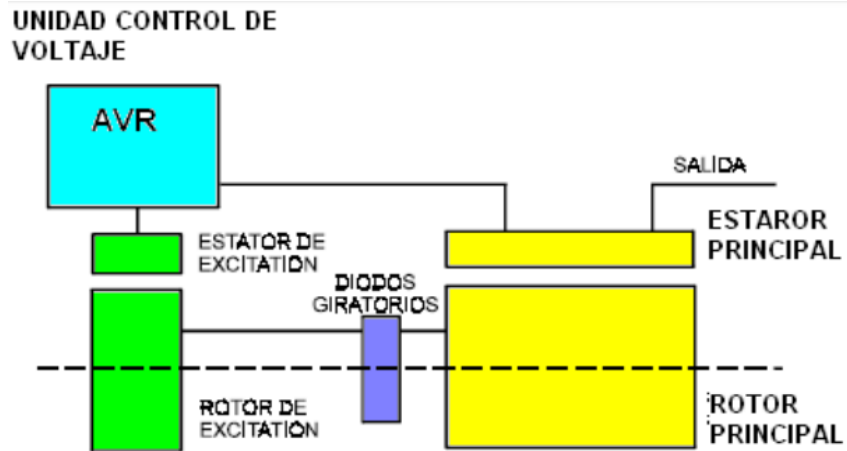 UNIDAD CONTROL DE
VOLTAJE
AVR
SALIDA
ESTATOR DE
EXCITATION
ESTAROR
PRINCIPAL
DIODOS
GIRATORIOS
ROTOR DE
EXCITATION
ROTOR
PRINCIPAL